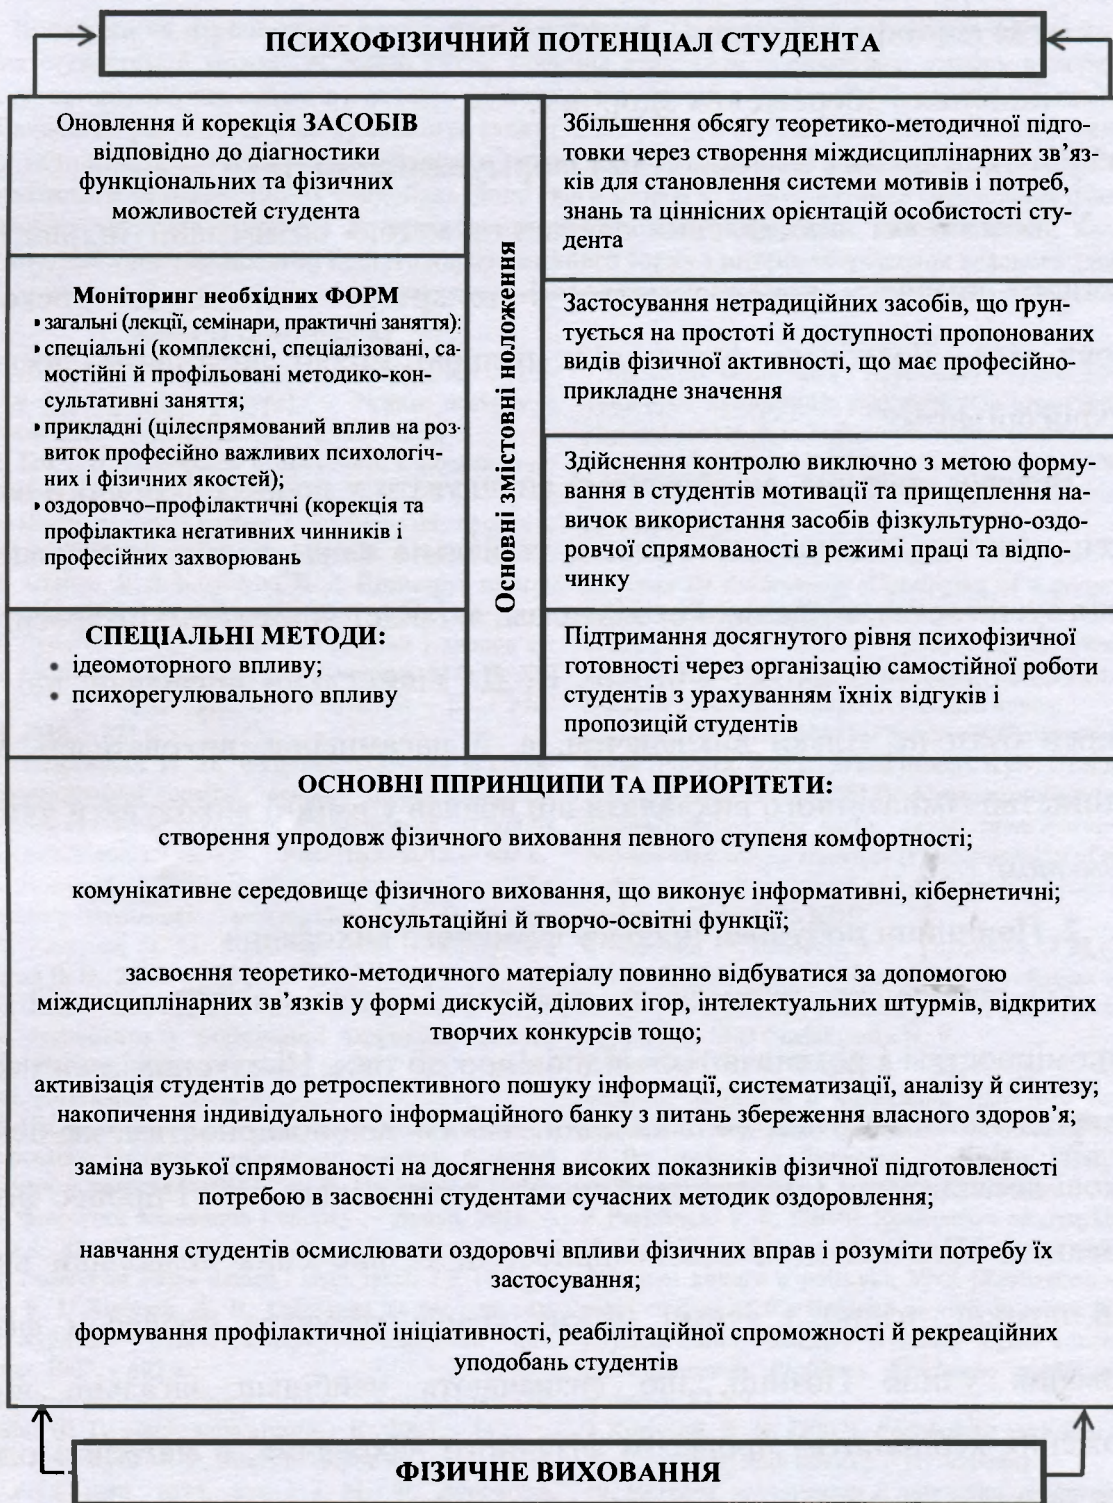 ПСИХОФІЗИЧНИЙ ПОТЕНЦІАЛ СТУДЕНТА
Оновлення й корекція ЗАСОБІВ
відповідно до діагностики
функціональних та фізичних
можливостей студента
Моніторинг необхідних ФОРМ
▪ загальні (лекції, семінари, практичні заняття):
▪ спеціальні (комплексні, спеціалізовані, са-
мостійні й профільовані методико-кон-
сультативні заняття;
▪ прикладні (цілеспрямований вплив на роз-
виток професійно важливих психологіч-
них і фізичних якостей);
▪ оздоровчо–профілактичні (корекція та
профілактика негативних чинників і
професійних захворювань
СПЕЦІАЛЬНІ МЕТОДИ:
• ідеомоторного впливу;
• психорегулювального впливу
Основні змістовні положення
Збільшення обсягу теоретико-методичної підго-
товки через створення міждисциплінарних зв’яз-
ків для становлення системи мотивів і потреб,
знань та ціннісних орієнтацій особистості сту-
дента
Застосування нетрадиційних засобів, що ґрун-
тується на простоті й доступності пропонованих
видів фізичної активності, що має професійно-
прикладне значення
Здійснення контролю виключно з метою форму-
вання в студентів мотивації та прищеплення на-
вичок використання засобів фізкультурно-оздо-
ровчої спрямованості в режимі праці та відпо-
чинку
Підтримання досягнутого рівня психофізичної
готовності через організацію самостійної роботи
студентів з урахуванням їхніх відгуків і
пропозицій студентів
ОСНОВНІ ППРИНЦИПИ ТА ПРИОРІТЕТИ:
створення упродовж фізичного виховання певного ступеня комфортності;
комунікативне середовище фізичного виховання, що виконує інформативні, кібернетичні;
консультаційні й творчо-освітні функції;
засвоєння теоретико-методичного матеріалу повинно відбуватися за допомогою
міждисциплінарних зв’язків у формі дискусій, ділових ігор, інтелектуальних штурмів, відкритих
творчих конкурсів тощо;
активізація студентів до ретроспективного пошуку інформації, систематизації, аналізу й синтезу;
накопичення індивідуального інформаційного банку з питань збереження власного здоров’я;
заміна вузької спрямованості на досягнення високих показників фізичної підготовленості
потребою в засвоєнні студентами сучасних методик оздоровлення;
навчання студентів осмислювати оздоровчі впливи фізичних вправ і розуміти потребу їх
застосування;
формування профілактичної ініціативності, реабілітаційної спроможності й рекреаційних
уподобань студентів
ФІЗИЧНЕ ВИХОВАННЯ